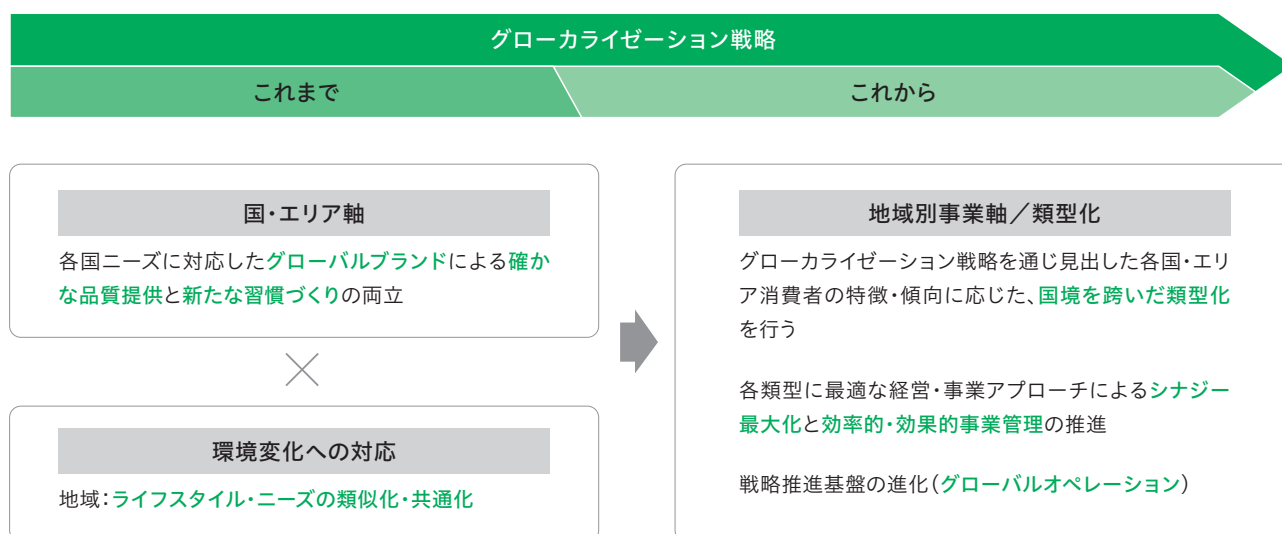 グローカライゼーション戦略
これまで
これから
国・エリア軸
各国ニーズに対応したグローバルブランドによる確か
な品質提供と新たな習慣づくりの両立
×
環境変化への対応
地域：ライフスタイル・ニーズの類似化・共通化
地域別事業軸／類型化
グローカライゼーション戦略を通じ見出した各国・エリ
ア消費者の特徴・傾向に応じた、国境を跨いだ類型化
を行う
各類型に最適な経営・事業アプローチによるシナジー
最大化と効率的・効果的事業管理の推進
戦略推進基盤の進化（グローバルオペレーション）